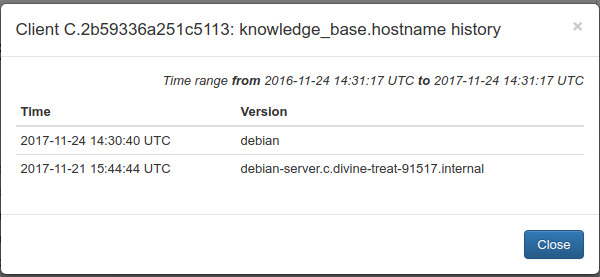 Client C.2b59336a251c5113: knowledge_base.hostname history
×
Time range from 2016-11-24 14:31:17 UTC to 2017-11-24 14:31:17 UTC
Time Version
2017-11-24 14:30:40 UTC debian
2017-11-21 15:44:44 UTC debian-server.c.divine-treat-91517.internal
Close